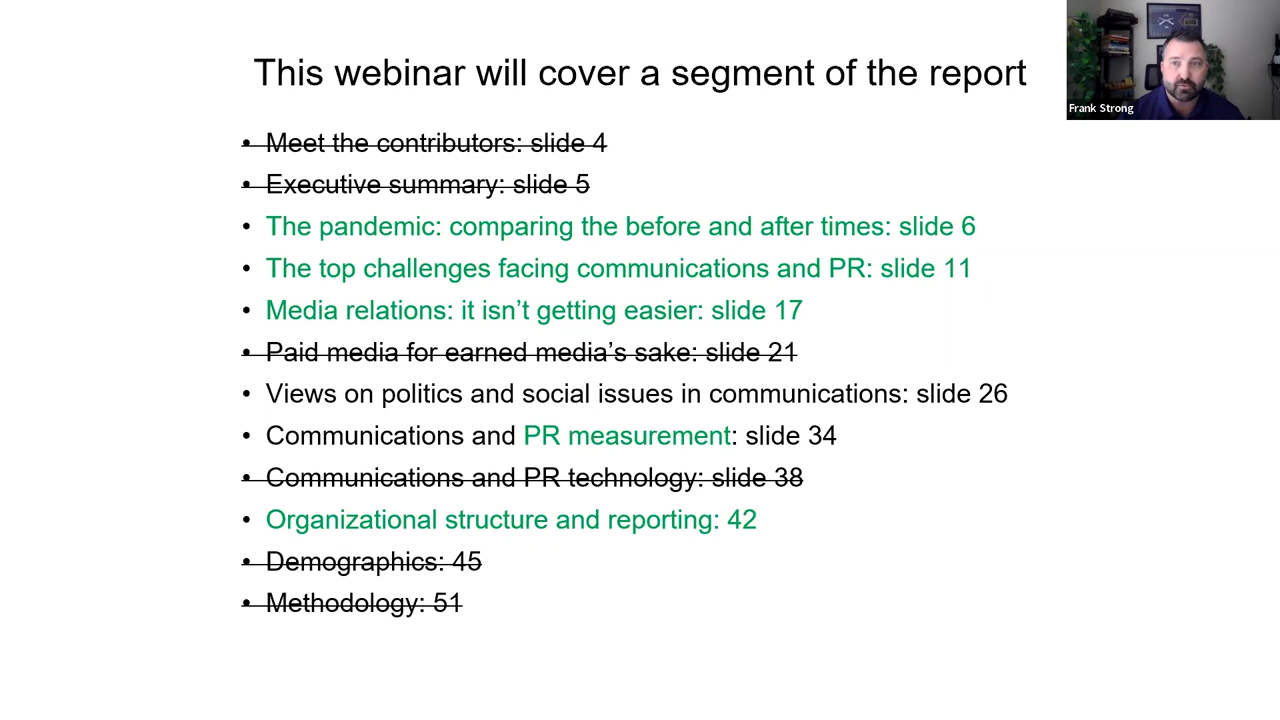 This webinar will cover a segment of the report
Frank Strong
• Meet the contributors: slide 4
• Executive summary: slide 5
• The pandemic: comparing the before and after times: slide 6
• The top challenges facing communications and PR: slide 11
• Media relations: it isn’t getting easier: slide 17
• Paid media for earned media’s sake: slide 21
• Views on politics and social issues in communications: slide 26
• Communications and PR measurement: slide 34
• Communications and PR technology: slide 38
• Organizational structure and reporting: 42
• Demographics: 45
• Methodology: 51